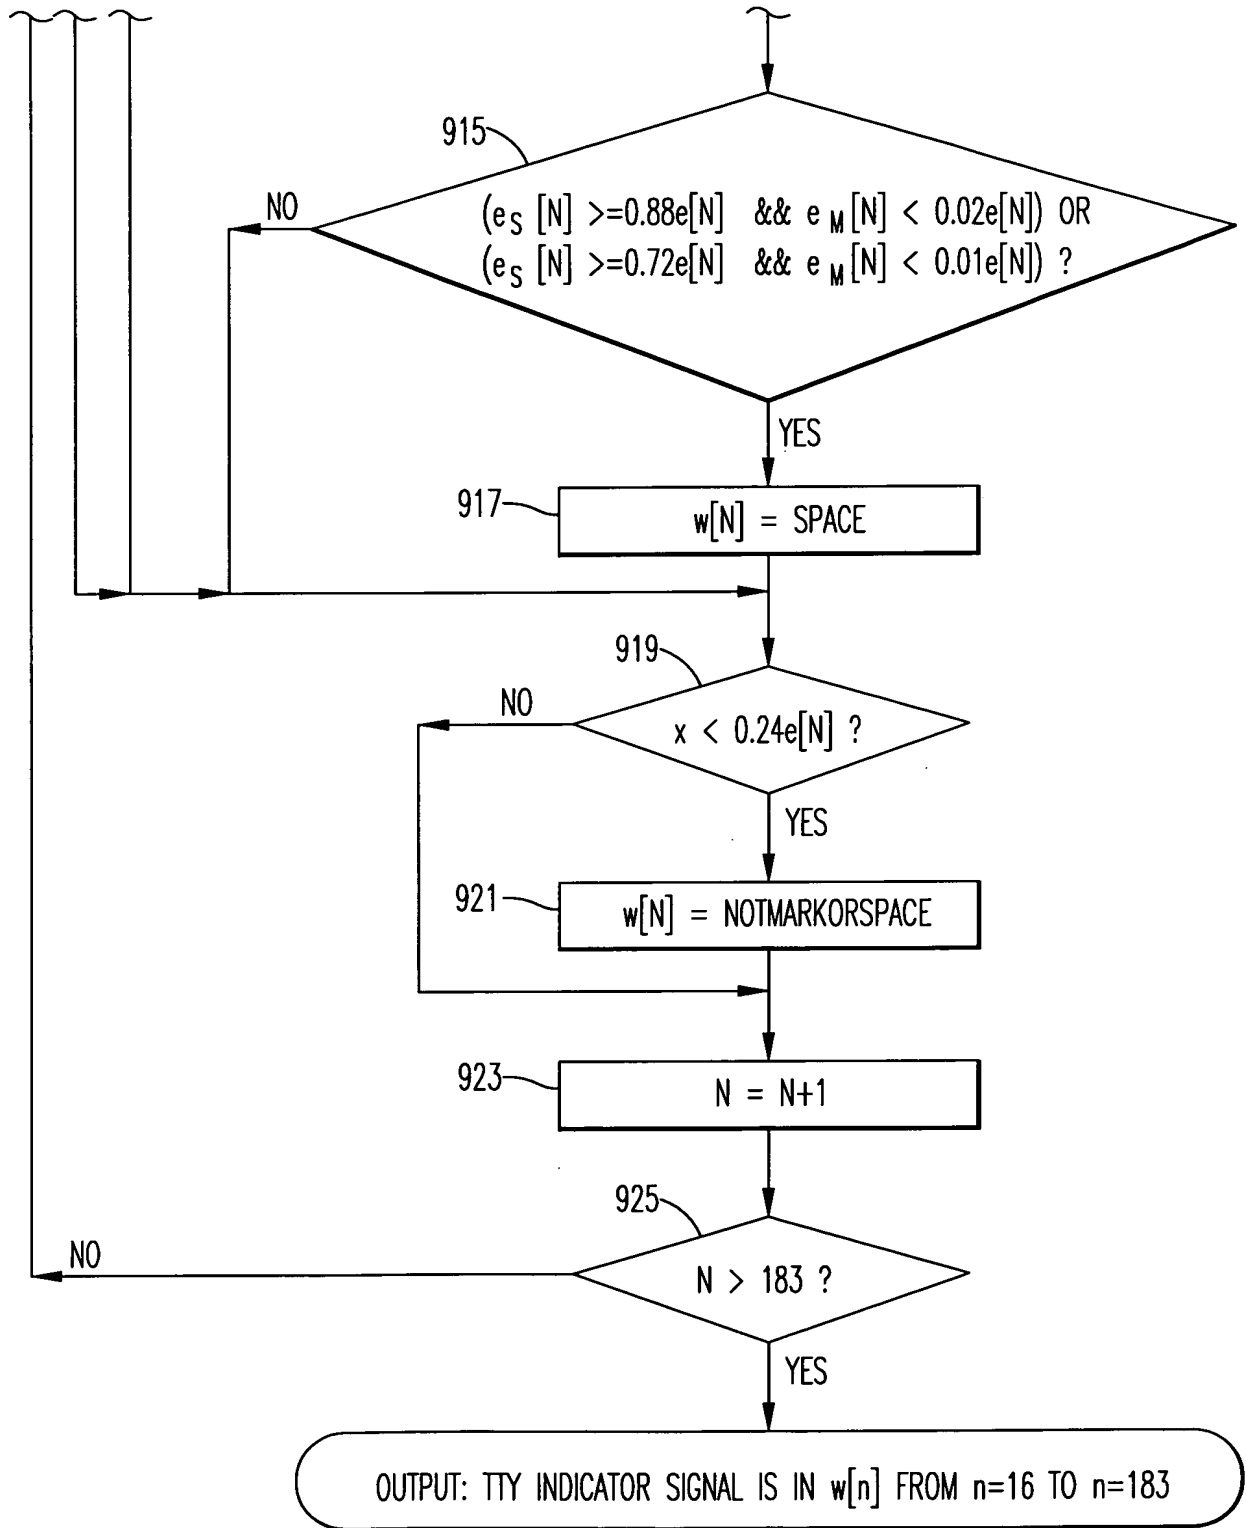 915
NO
(eS [N] >=0.88e[N] && eM[N] < 0.02e[N]) OR
(eS [N] >=0.72e[N] && eM[N] < 0.01e[N]) ?
YES
917
w[N] = SPACE
919
NO
x < 0.24e[N] ?
YES
921
w[N] = NOTMARKORSPACE
923
N = N+1
925
NO
N > 183 ?
YES
OUTPUT: TTY INDICATOR SIGNAL IS IN w[n] FROM n=16 TO n=183